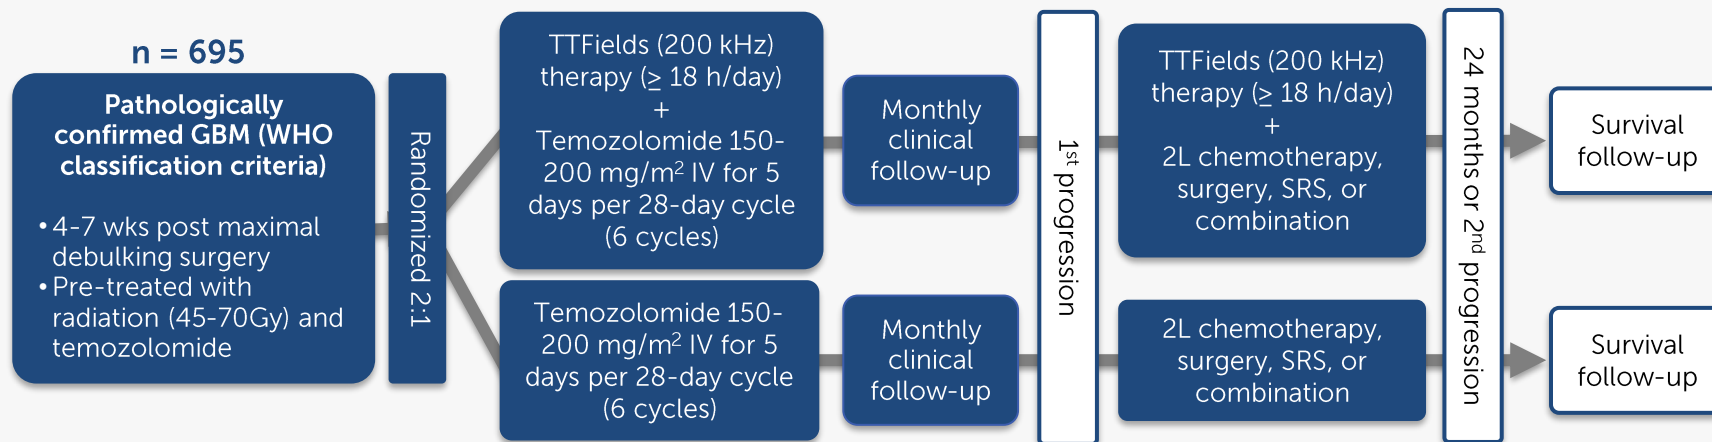 n = 695
Pathologically
confirmed GBM (WHO
classification criteria)
• 4-7 wks post maximal
debulking surgery
• Pre-treated with
radiation (45-70Gy) and
temozolomide
Randomized 2:1
TTFields (200 kHz)
therapy (≥ 18 h/day)
+
Temozolomide 150-
200 mg/m² IV for 5
days per 28-day cycle
(6 cycles)
Temozolomide 150-
200 mg/m² IV for 5
days per 28-day cycle
(6 cycles)
Monthly
clinical
follow-up
Monthly
clinical
follow-up
1st progression
TTFields (200 kHz)
therapy (≥ 18 h/day)
+
2L chemotherapy,
surgery, SRS, or
combination
2L chemotherapy,
surgery, SRS, or
combination
24 months or 2nd progression
Survival
follow-up
Survival
follow-up